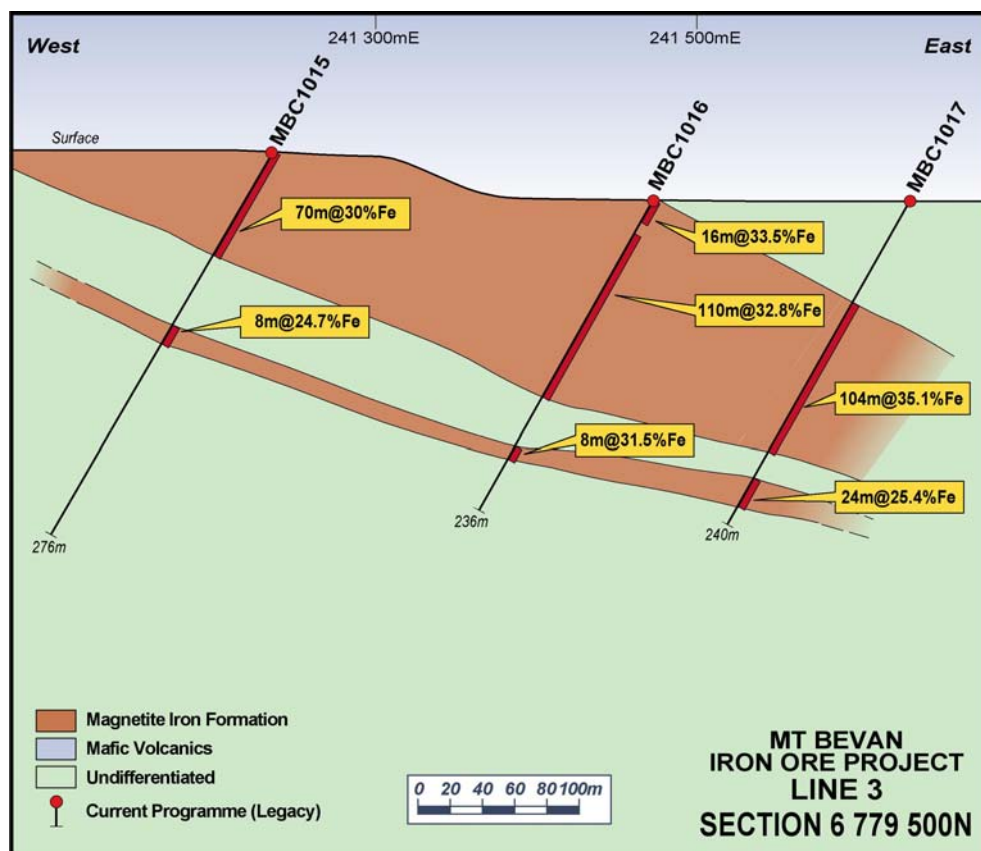 West
241 300mE
241 500mE
East
Surface
MBC1015
MBC1016
MBC1017
70m@30%Fe
16m@33.5%Fe
110m@32.8%Fe
8m@24.7%Fe
104m@35.1%Fe
8m@31.5%Fe
24m@25.4%Fe
276m
236m
240m
Magnetite Iron Formation
Mafic Volcanics
Undifferentiated
Current Programme (Legacy)
0 20 40 60 80 100m
MT BEVAN
IRON ORE PROJECT
LINE 3
SECTION 6 779 500N